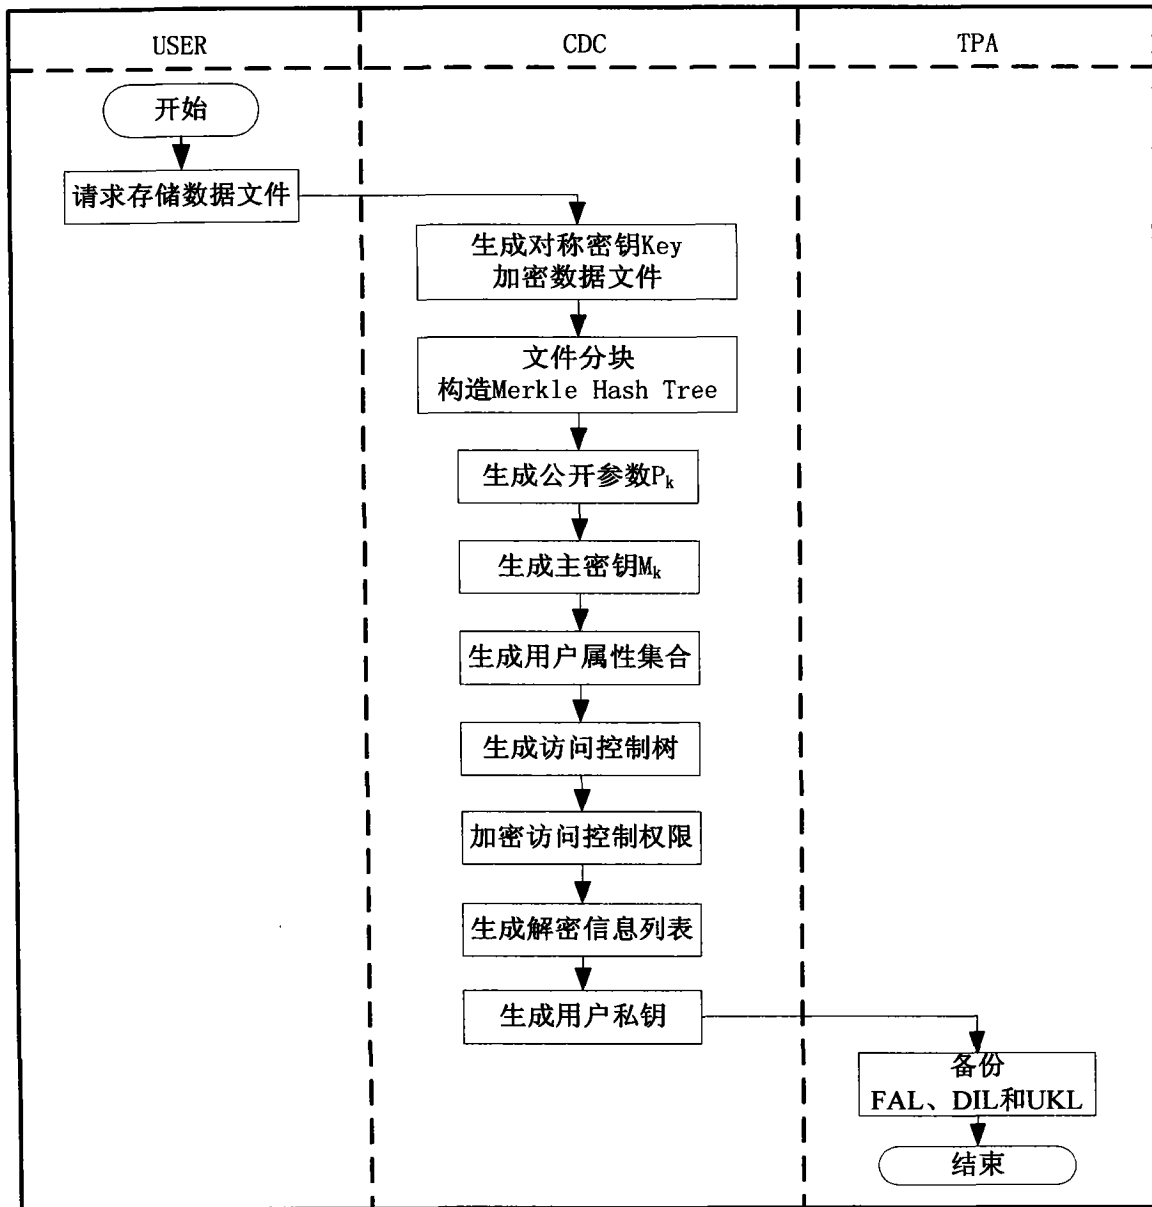 USER
CDC
TPA
开始
请求存储数据文件
生成对称密钥Key
加密数据文件
文件分块
构造Merkle Hash Tree
生成公开参数Pk
生成主密钥Mk
生成用户属性集合
生成访问控制树
加密访问控制权限
生成解密信息列表
生成用户私钥
备份
FAL、DIL和UKL
结束